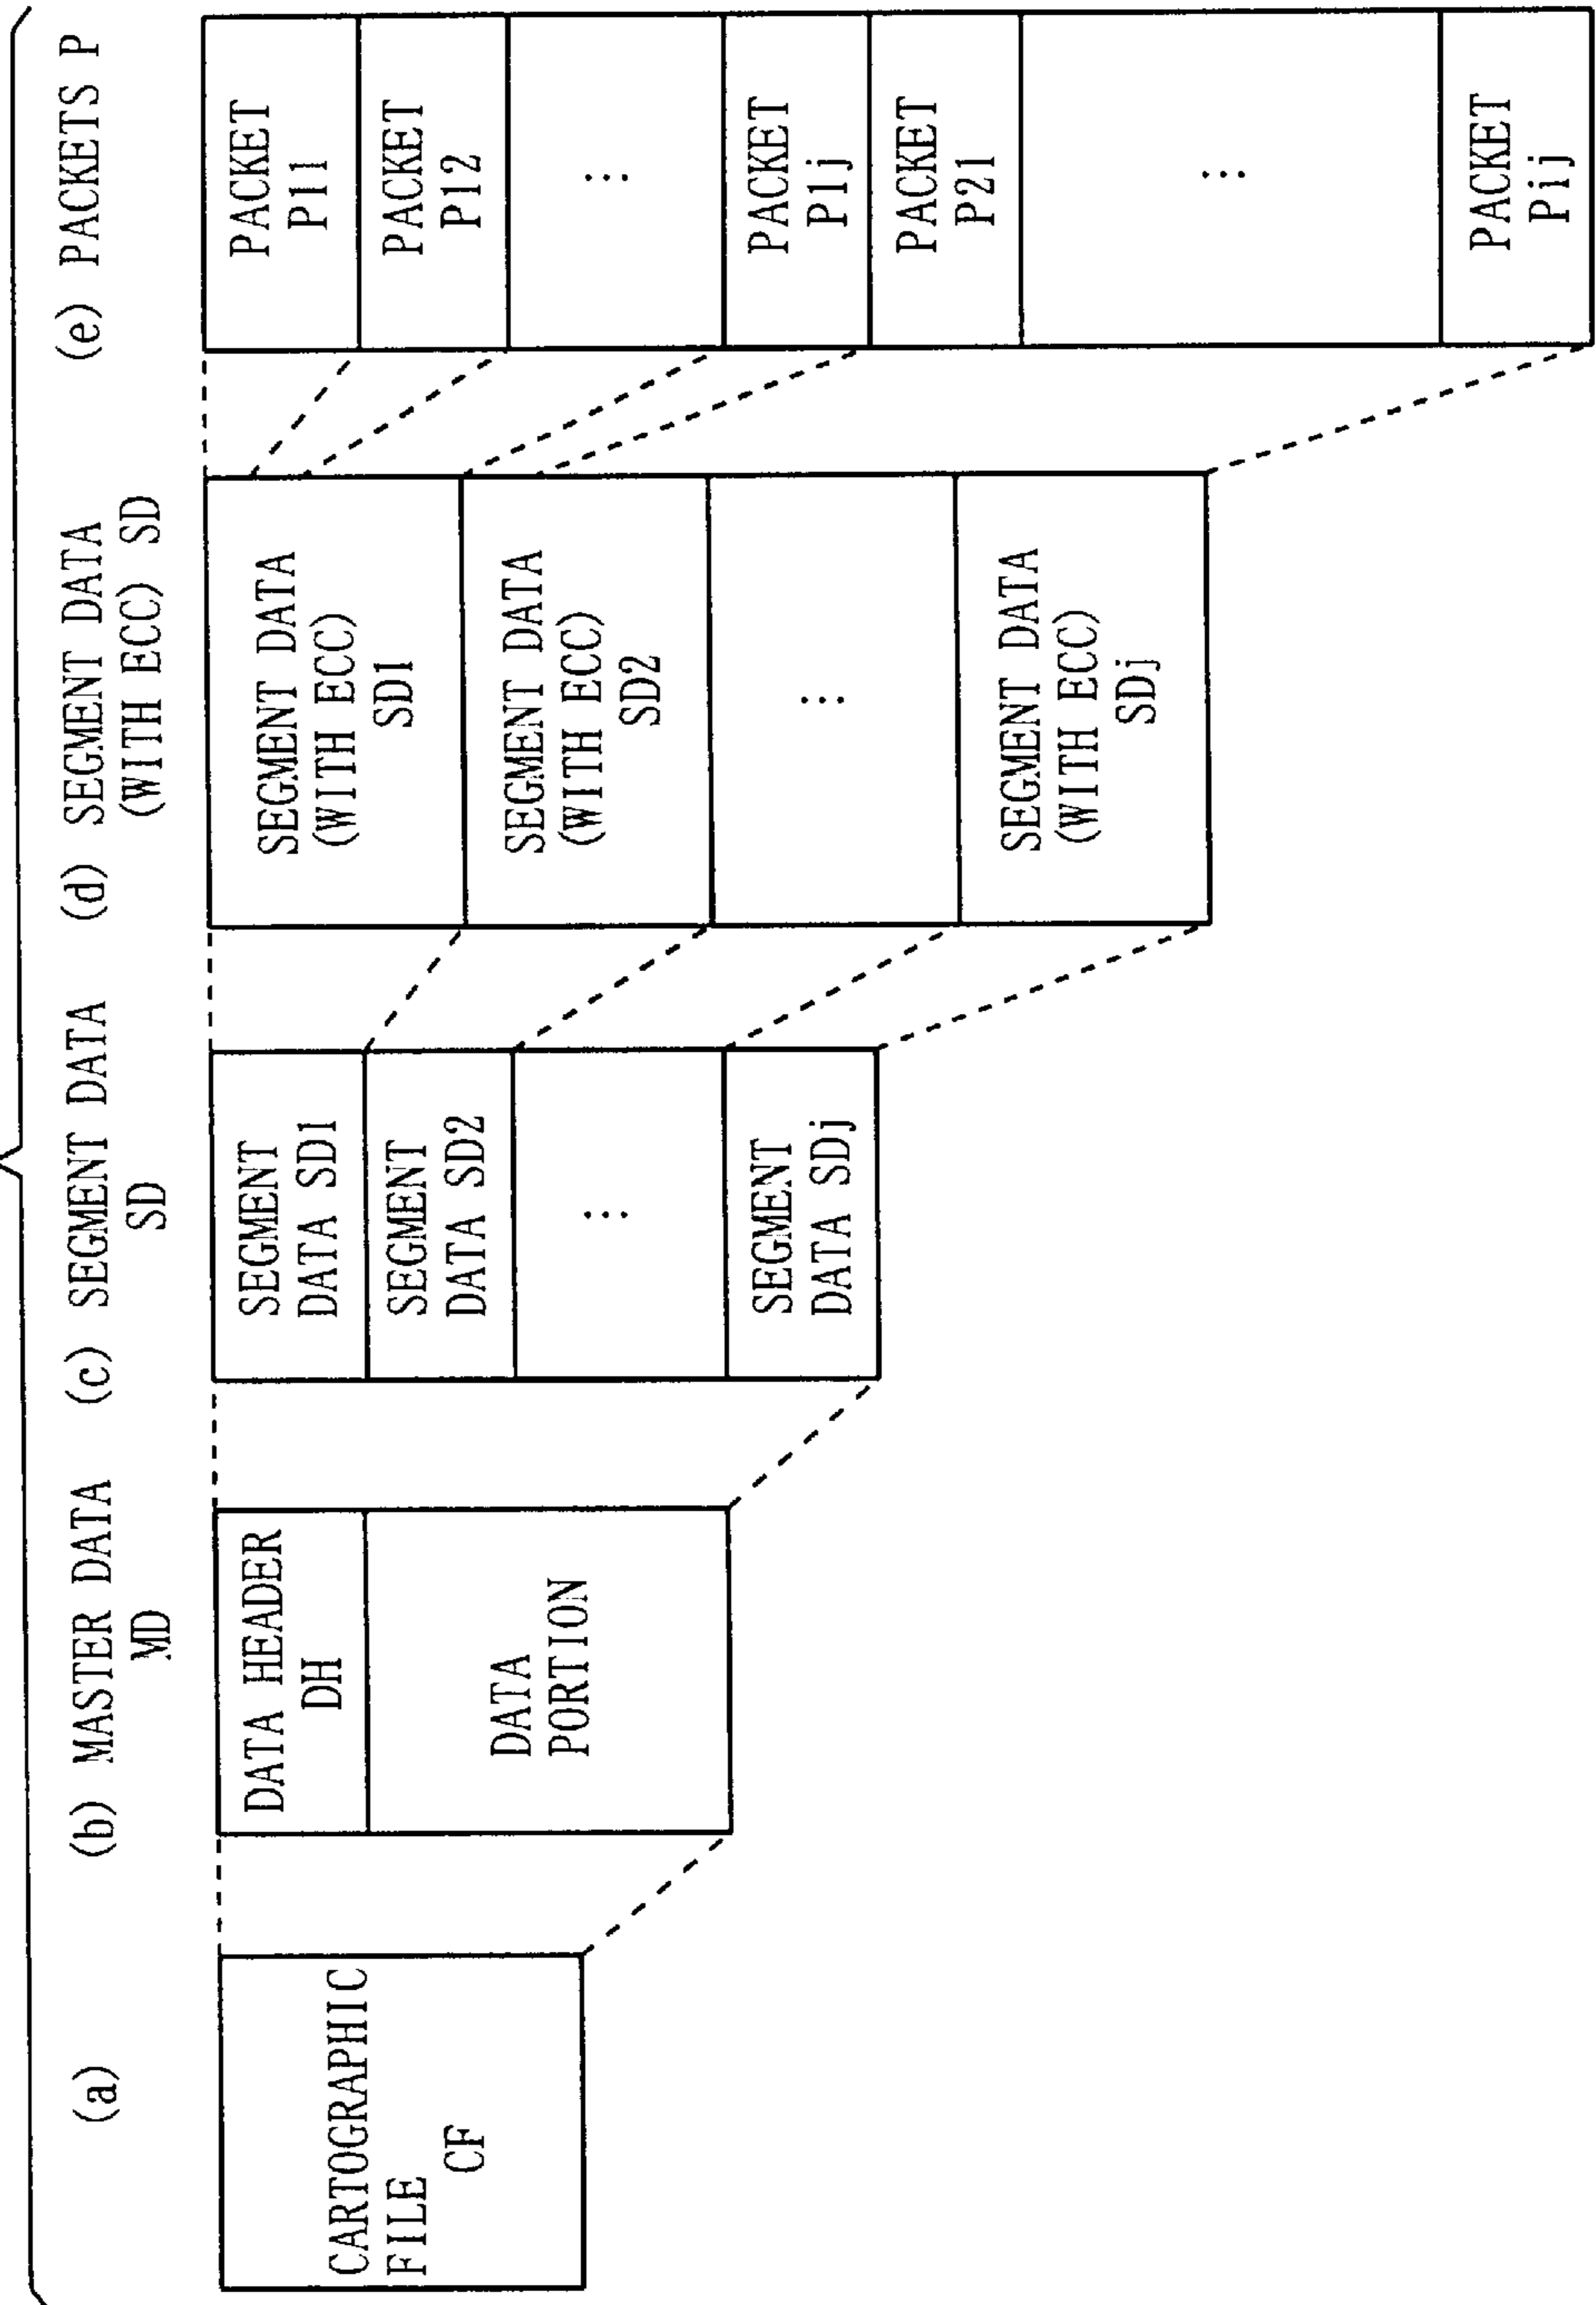 (a)
CARTOGRAPHIC
FILE
CF
(b) MASTER DATA
MD
DATA HEADER
DH
DATA
PORTION
(c) SEGMENT DATA
SD
SEGMENT
DATA SD1
SEGMENT
DATA SD2
...
SEGMENT
DATA SDj
(d) SEGMENT DATA
(WITH ECC) SD
SEGMENT DATA
(WITH ECC)
SD1
SEGMENT DATA
(WITH ECC)
SD2
...
SEGMENT DATA
(WITH ECC)
SDj
(e) PACKETS P
PACKET
P11
PACKET
P12
...
PACKET
P1j
PACKET
P21
...
PACKET
Pij